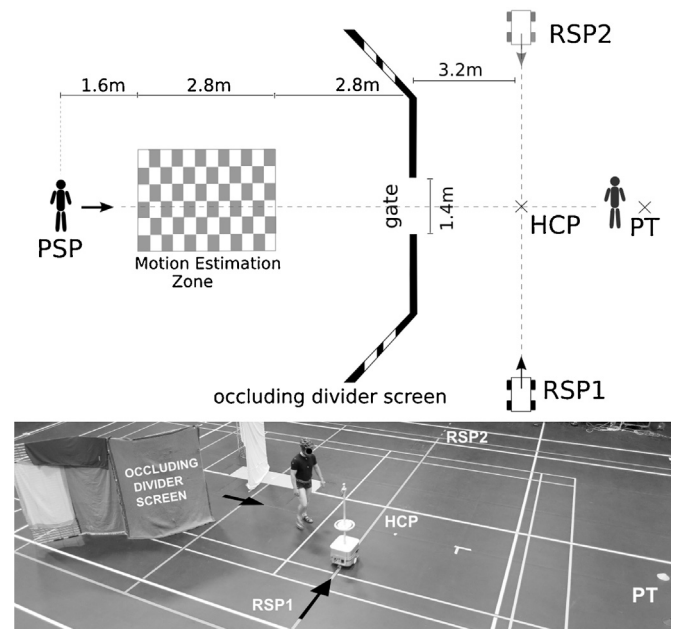 RSP2
3.2m
1.6m
2.8m
2.8m
gate
1.4m
PSP
HCP
PT
Motion Estimation
Zone
RSP1
occluding divider screen
RSP2
OCCLUDING
DIVIDER
SCREEN
HCP
RSP1
PT